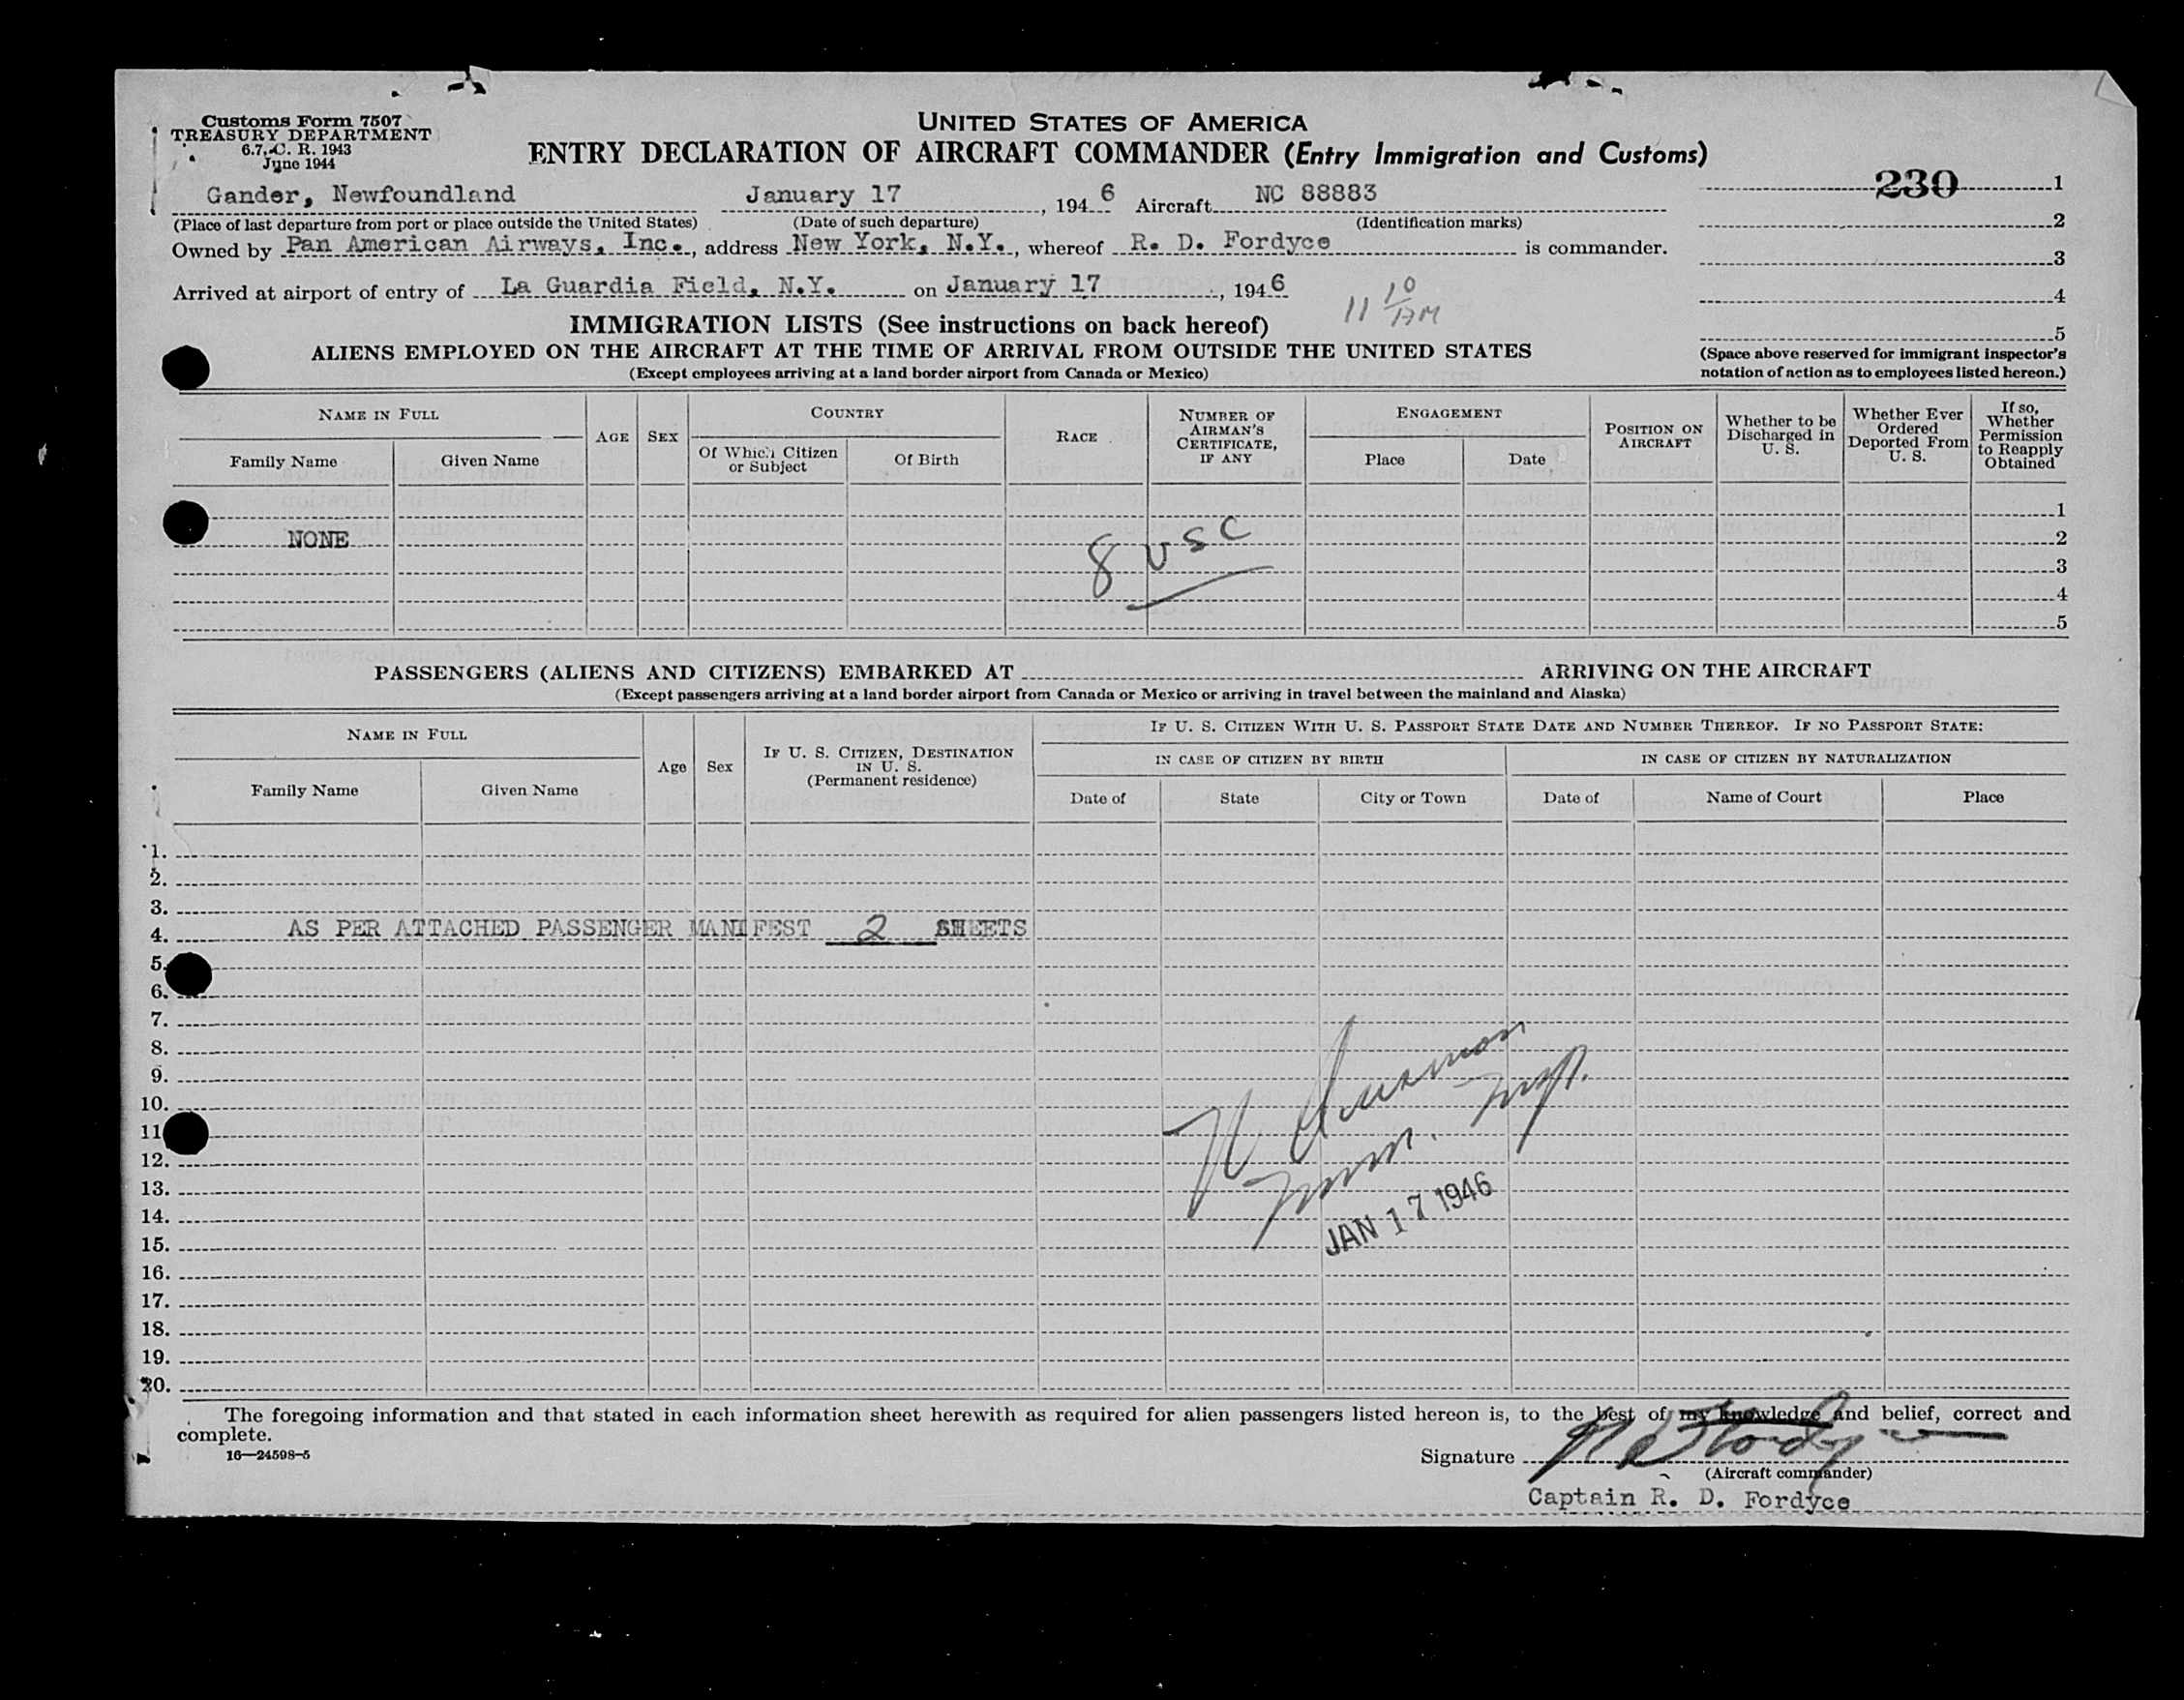 Customs Form 7507
TREASURY DEPARTMENT
6.7, C. R. 1943
June 1944
UNITED STATES OF AMERICA
ENTRY DECLARATION OF AIRCRAFT COMMANDER (Entry Immigration and Customs)
230 1
Gander, Newfoundland January 17, 1946 Aircraft NC 88883
(Place of last departure from port or place outside the United States) (Date of such departure) (Identification marks)
2
Owned by Pan American Airways, Inc., address New York, N.Y., whereof R. D. Fordyce is commander.
3
Arrived at airport of entry of La Guardia Field, N.Y. on January 17, 1946 11 10 AM
4
5
IMMIGRATION LISTS (See instructions on back hereof)
ALIENS EMPLOYED ON THE AIRCRAFT AT THE TIME OF ARRIVAL FROM OUTSIDE THE UNITED STATES
(Except employees arriving at a land border airport from Canada or Mexico)
(Space above reserved for immigrant inspector's
notation of action as to employees listed hereon.)
NAME IN FULL
Family Name Given Name
AGE
SEX
COUNTRY
Of Which Citizen or Subject
Of Birth
RACE
NUMBER OF AIRMAN'S CERTIFICATE, IF ANY
ENGAGEMENT
Place Date
POSITION ON AIRCRAFT
Whether to be Discharged in U. S.
Whether Ever Ordered Deported From U. S.
If so, Whether Permission to Reapply Obtained
1
NONE 8 USC 2
3
4
5
PASSENGERS (ALIENS AND CITIZENS) EMBARKED AT ARRIVING ON THE AIRCRAFT
(Except passengers arriving at a land border airport from Canada or Mexico or arriving in travel between the mainland and Alaska)
NAME IN FULL
Family Name Given Name
Age
Sex
IF U. S. CITIZEN, DESTINATION IN U. S.
(Permanent residence)
IF U. S. CITIZEN WITH U. S. PASSPORT STATE DATE AND NUMBER THEREOF. IF NO PASSPORT STATE:
IN CASE OF CITIZEN BY BIRTH IN CASE OF CITIZEN BY NATURALIZATION
Date of State City or Town Date of Name of Court Place
1.
2.
3.
4. AS PER ATTACHED PASSENGER MANIFEST 2 SHEETS
5.
6.
7.
8.
9.
10.
11
12.
13.
14.
15.
16.
17.
18.
19.
20.
Imm. Insp.
JAN 17 1946
The foregoing information and that stated in each information sheet herewith as required for alien passengers listed hereon is, to the best of my knowledge and belief, correct and
complete.
16—24598-5
Signature R D Fordyce
(Aircraft commander)
Captain R. D. Fordyce